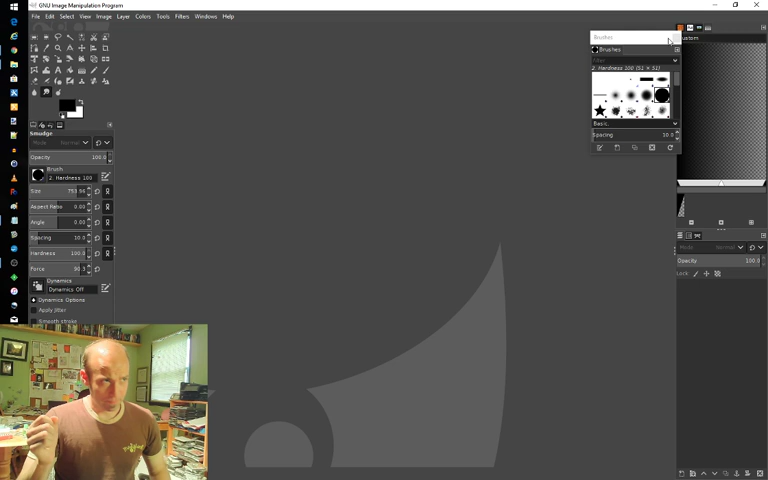 GNU Image Manipulation Program
File Edit Select View Image Layer Colors Tools Filters Windows Help
Brushes
Brushes
Filter
2. Hardness 100 (51 × 51)
Basic,
Spacing 10.0
custom
Mode Normal
Opacity 100.0
Lock:
Smudge
Mode Normal
Opacity 100.0
Brush
2. Hardness 100
Size
Aspect Ratio 0.00
Angle 0.00
Spacing 10.0
Hardness 100.0
Force
Dynamics
Dynamics Off
Dynamics Options
Apply Jitter
Smooth stroke